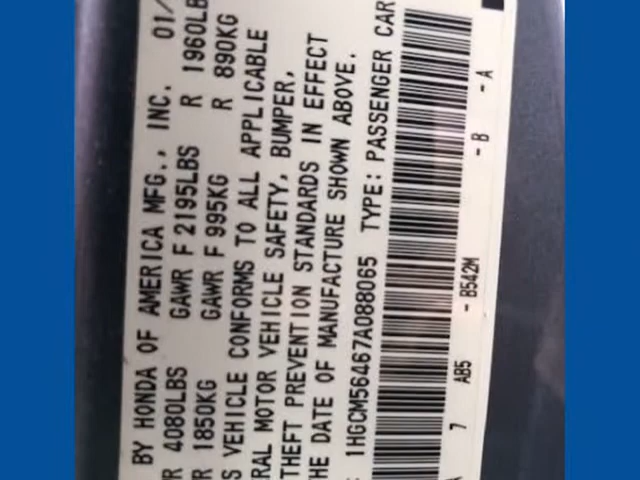 BY HONDA OF AMERICA MFG., INC. 01/
4080LBS GAWR F 2195LBS R 1960LB
1850KG GAWR F 995KG R 890KG
S VEHICLE CONFORMS TO ALL APPLICABLE
ERAL MOTOR VEHICLE SAFETY, BUMPER,
THEFT PREVENTION STANDARDS IN EFFECT
HE DATE OF MANUFACTURE SHOWN ABOVE.
1HGCM56467A088065 TYPE: PASSENGER CAR
A 7 AB5 - B542M - B - A